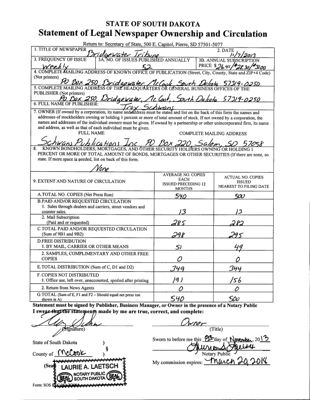 STATE OF SOUTH DAKOTA
Statement of Legal Newspaper Ownership and Circulation
Return to: Secretary of State, 500 E. Capitol, Pierre, SD 57501-5077
1. TITLE OF NEWSPAPER Bridgewater Tribune 2. DATE
3. FREQUENCY OF ISSUE Weekly 3A. NO. OF ISSUES PUBLISHED ANNUALLY 52 3B. ANNUAL SUBSCRIPTION PRICE
4. COMPLETE MAILING ADDRESS OF KNOWN OFFICE OF PUBLICATION (Street, City, County, State and ZIP+4 Code)
(Not printers) PO Box 250 Bridgewater McCook South Dakota 57319-0250
5. COMPLETE MAILING ADDRESS OF THE HEADQUARTERS OR GENERAL BUSINESS OFFICES OF THE
PUBLISHER (Not printers)
PO Box 250, Bridgewater, McCook, South Dakota 57319-0250
6. FULL NAME OF PUBLISHER: Troy Schwans
7. OWNER (If owned by a corporation, its name must be stated and list on the back of this form the names and
addresses of stockholders owning or holding 1 percent or more of total amount of stock. If not owned by a corporation, the
names and addresses of the individual owners must be given. If owned by a partnership or other unincorporated firm, its name
and address, as well as that of each individual must be given.
FULL NAME COMPLETE MAILING ADDRESS
Schwans Publications Inc PO Box 220 Salem, SD 57058
8. KNOWN BONDHOLDERS, MORTGAGES, AND OTHER SECURITY HOLDERS OWNING OR HOLDING 1
PERCENT OR MORE OF TOTAL AMOUNT OF BONDS, MORTGAGES OR OTHER SECURITIES (If there are none, so
state. If more space is needed, list on back of this form.
None
9. EXTENT AND NATURE OF CIRCULATION
AVERAGE NO. COPIES
EACH
ISSUED PRECEDING 12
MONTHS
ACTUAL NO. COPIES
ISSUED
NEAREST TO FILING DATE
A. TOTAL NO. COPIES (Net Press Run) 540 500
B. PAID AND/OR REQUESTED CIRCULATION
1. Sales through dealers and carriers, street vendors and
counter sales. 13 13
2. Mail Subscription
(Paid and or requested) 285 282
C. TOTAL PAID AND/OR REQUESTED CIRCULATION
(Sum of 9B1 and 9B2) 298 295
D. FREE DISTRIBUTION
1. BY MAIL, CARRIER OR OTHER MEANS 51 49
2. SAMPLES, COMPLIMENTARY AND OTHER FREE
COPIES 0 0
E. TOTAL DISTRIBUTION (Sum of C, D1 and D2) 349 344
F. COPIES NOT DISTRIBUTED
1. Office use, left over, unaccounted, spoiled after printing 191 156
2. Return from News Agents 0 0
G. TOTAL (Sum of E, F1 and F2 - Should equal net press run
shown in A) 540 500
Statement must be signed by Publisher, Business Manager, or Owner in the presence of a Notary Public
I swear that the statements made by me are true, correct, and complete:
Owner
(Signature) (Title)
State of South Dakota )
County of McCook )
Sworn to before me this day of November, 20
Notary Public
My commission expires: March 20, 2018
(Seal)
LAURIE A. LAETSCH
NOTARY PUBLIC
SOUTH DAKOTA
SEAL SEAL
Form: SOS